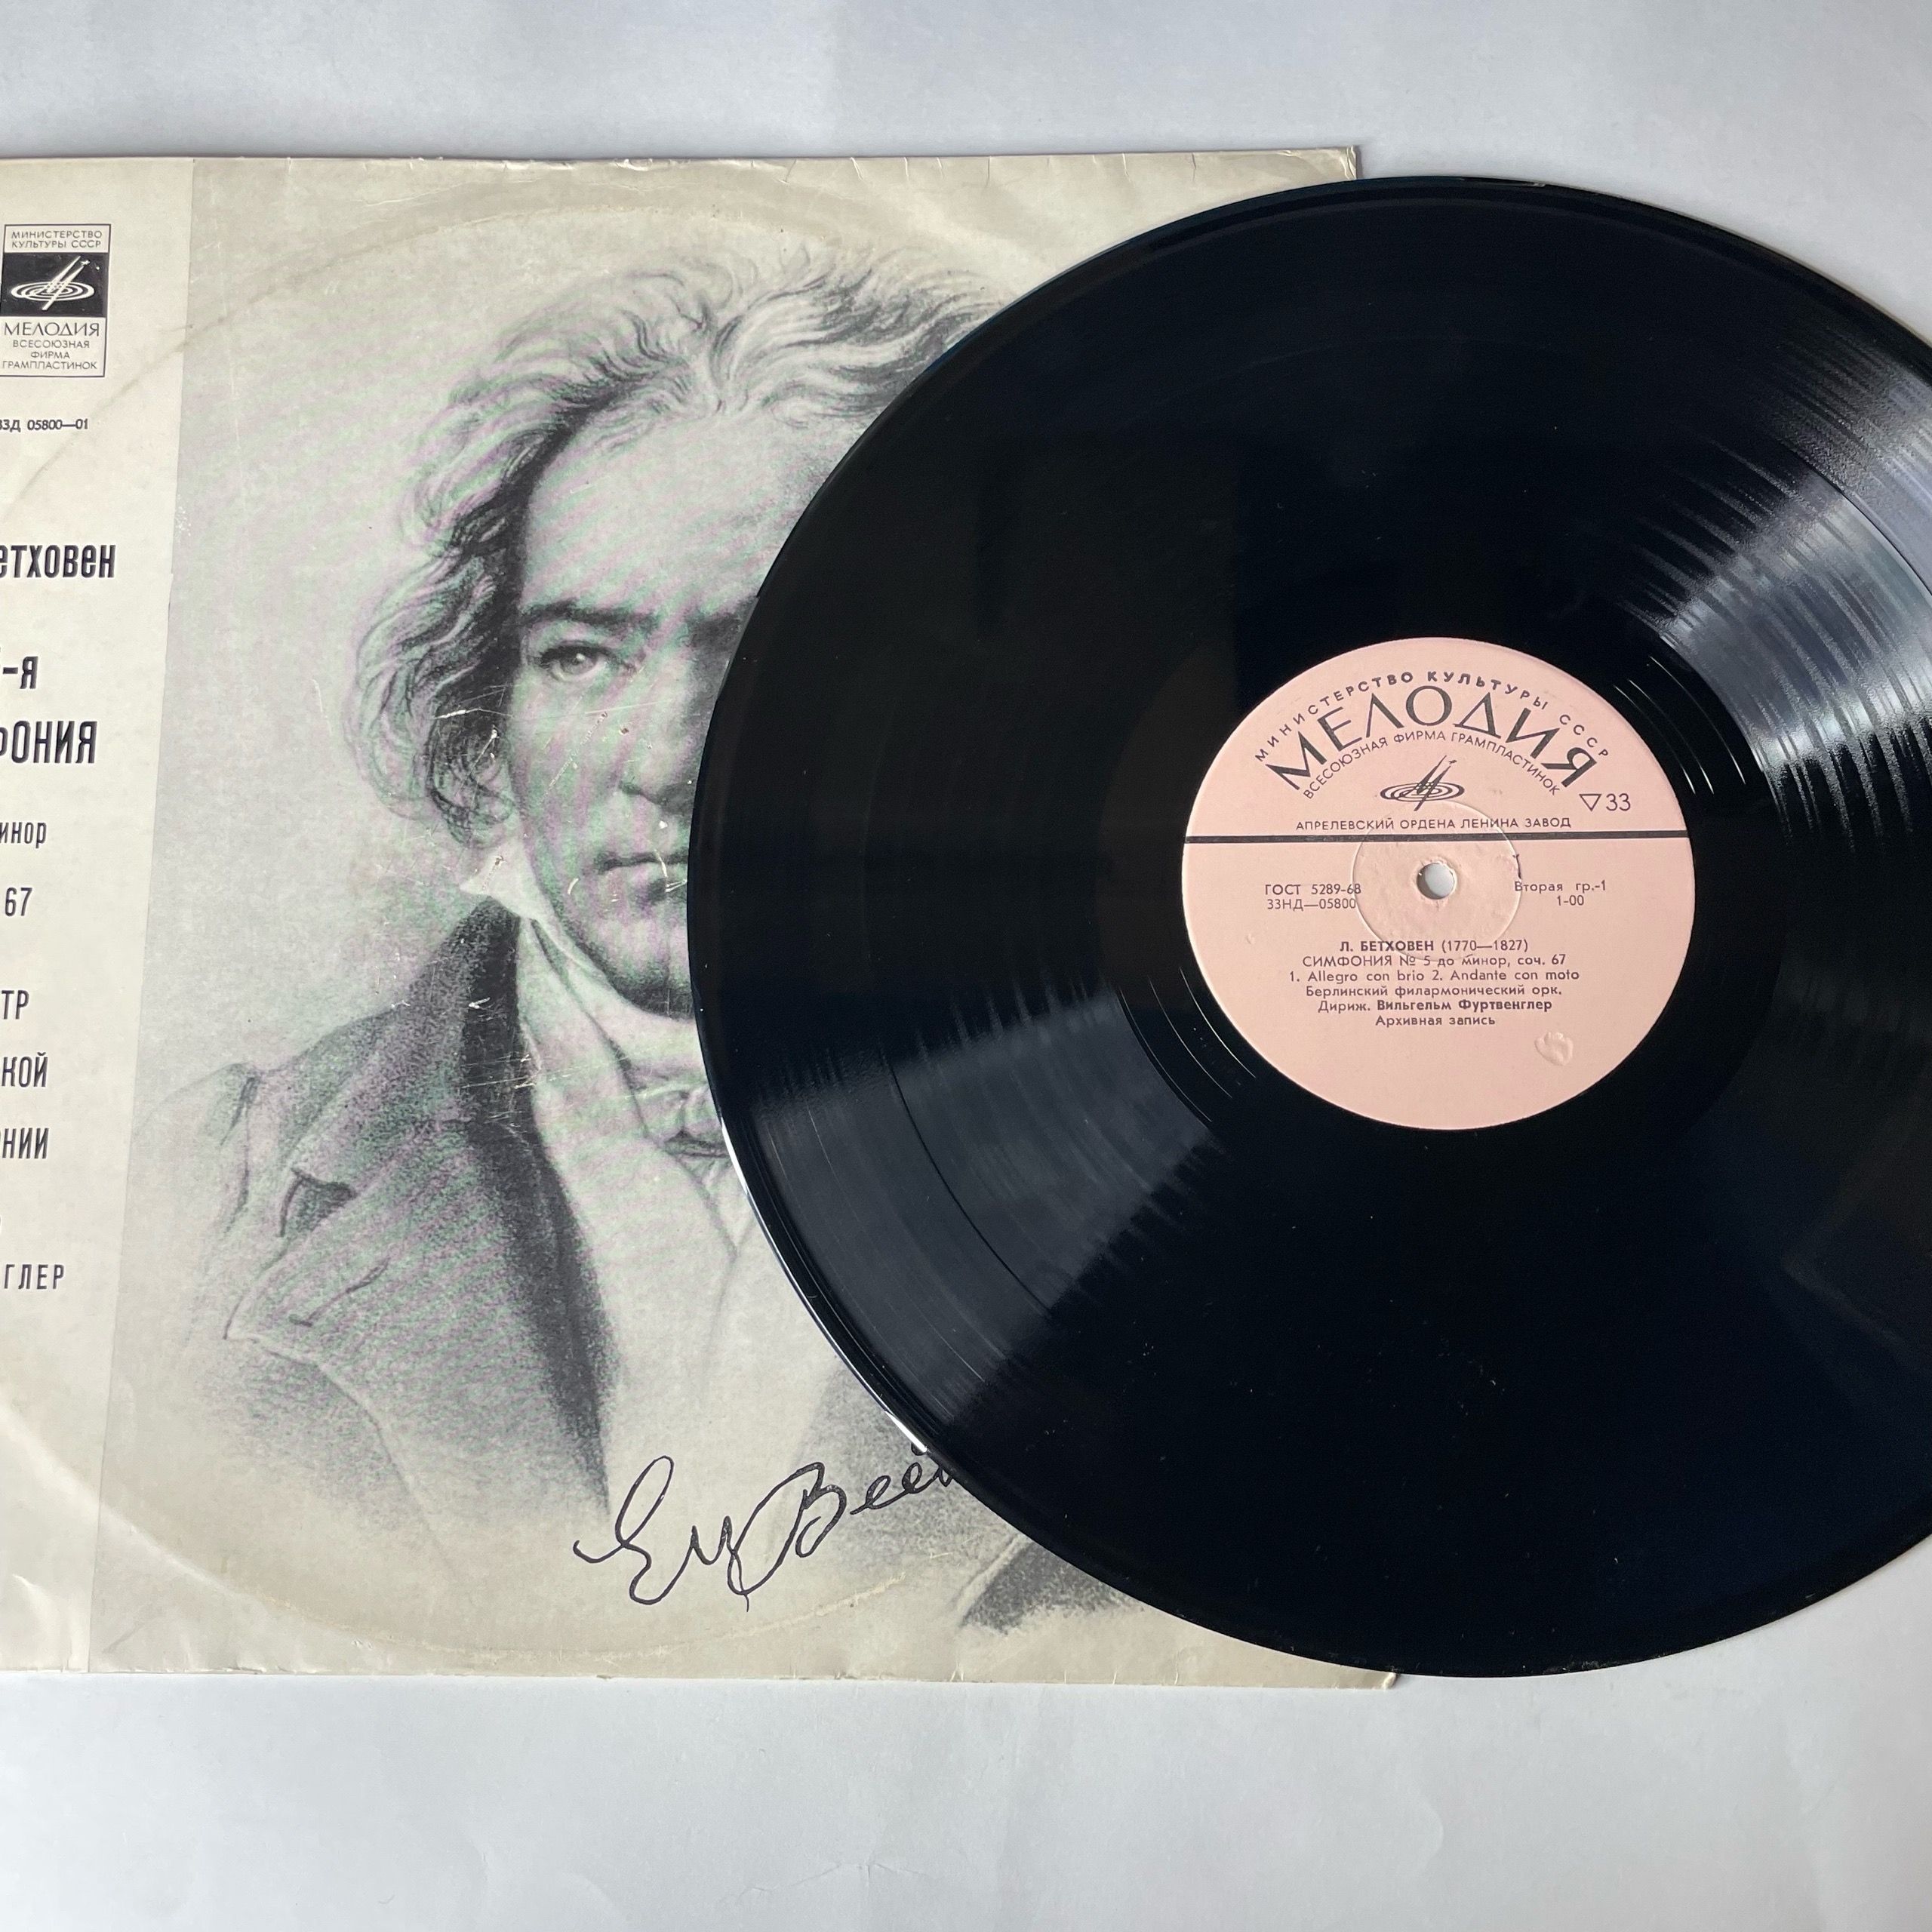 МИНИСТЕРСТВО
КУЛЬТУРЫ СССР
МЕЛОДИЯ
ВСЕСОЮЗНАЯ
ФИРМА
ГРАМПЛАСТИНОК
33Д 05800—01
етховен
-я
фония
инор
67
тр
кой
нии
глер
МИНИСТЕРСТВО КУЛЬТУРЫ СССР
МЕЛОДИЯ
ВСЕСОЮЗНАЯ ФИРМА ГРАМПЛАСТИНОК
▽33
АПРЕЛЕВСКИЙ ОРДЕНА ЛЕНИНА ЗАВОД
ГОСТ 5289-68 Вторая гр.-1
33НД—05800 1-00
Л. БЕТХОВЕН (1770—1827)
СИМФОНИЯ № 5 до минор, соч. 67
1. Allegro con brio 2. Andante con moto
Берлинский филармонический орк.
Дириж. Вильгельм Фуртвенглер
Архивная запись